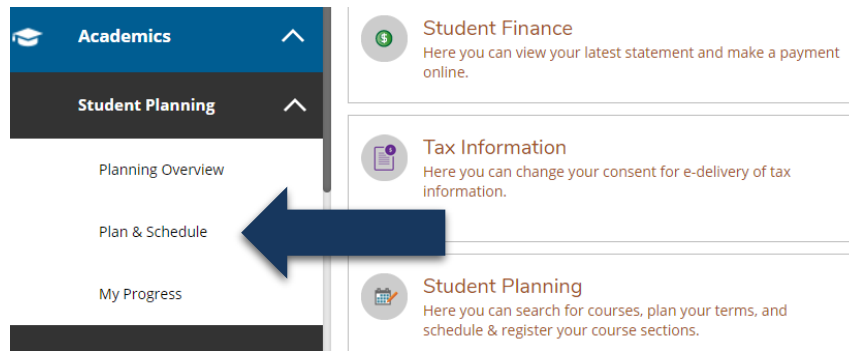 Academics
Student Planning
Planning Overview
Plan & Schedule
My Progress
Student Finance
Here you can view your latest statement and make a payment
online.
Tax Information
Here you can change your consent for e-delivery of tax
information.
Student Planning
Here you can search for courses, plan your terms, and
schedule & register your course sections.